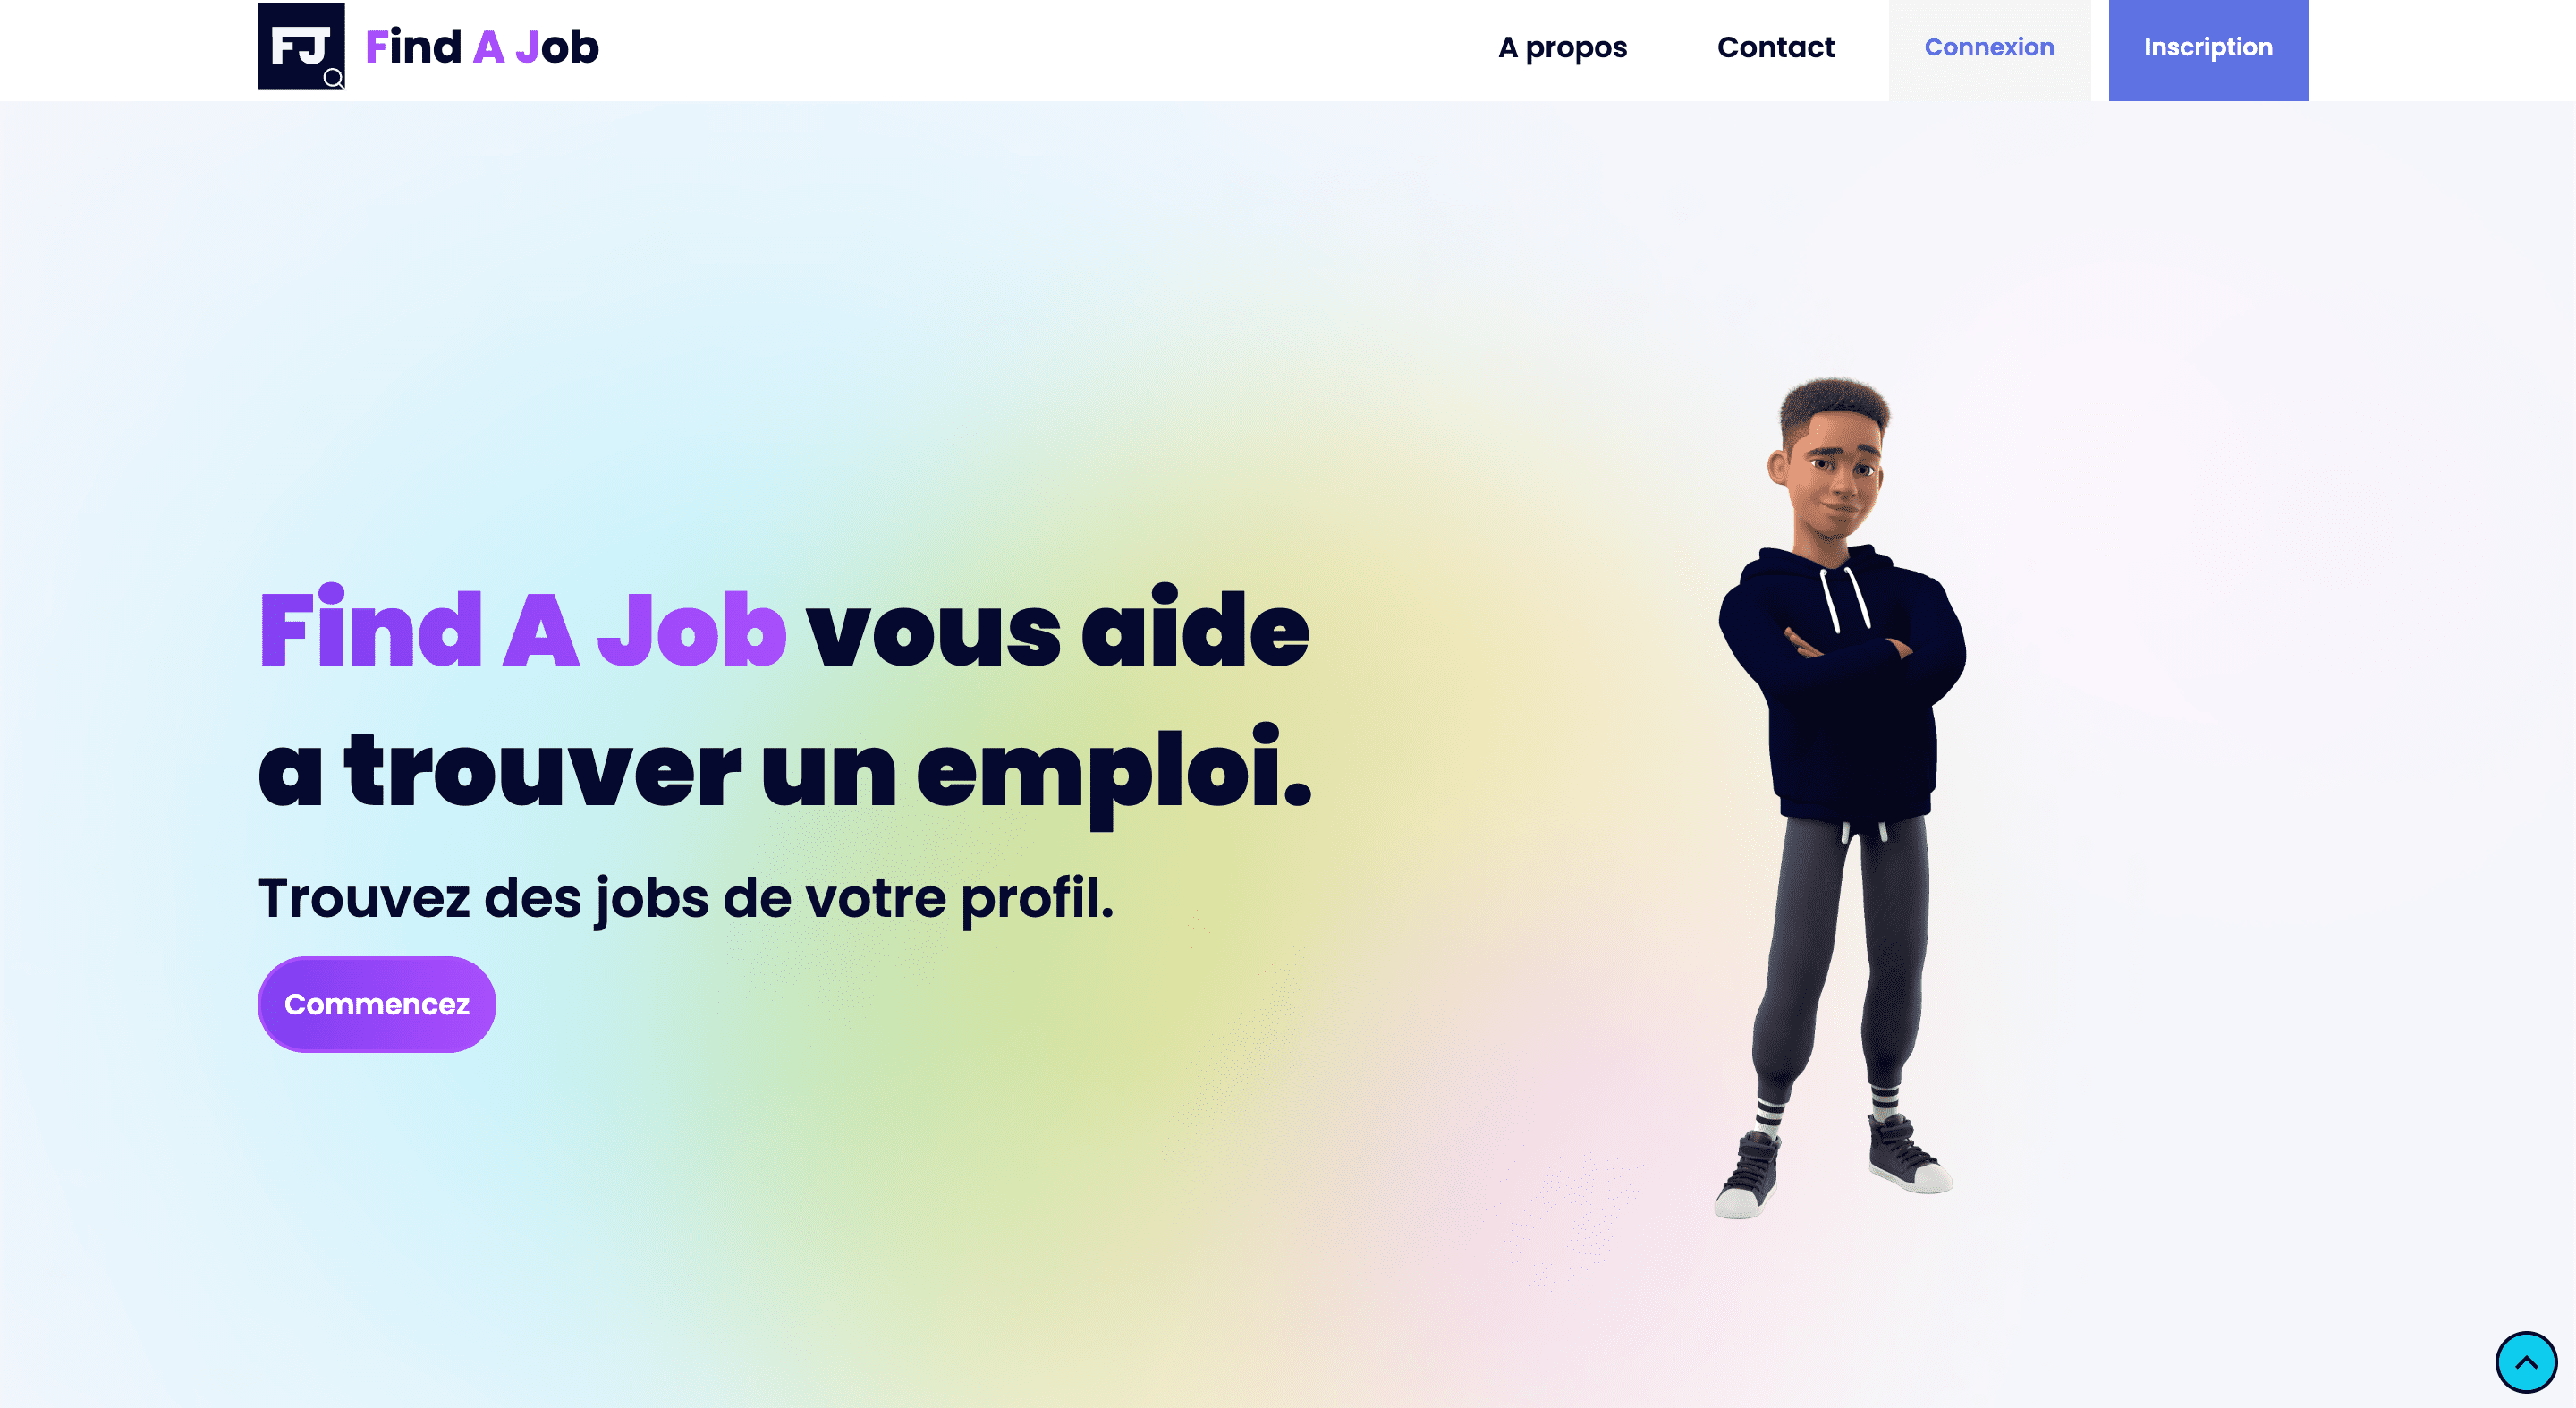 FJ
Find A Job
A propos
Contact
Connexion
Inscription
Find A Job vous aide
a trouver un emploi.
Trouvez des jobs de votre profil.
Commencez